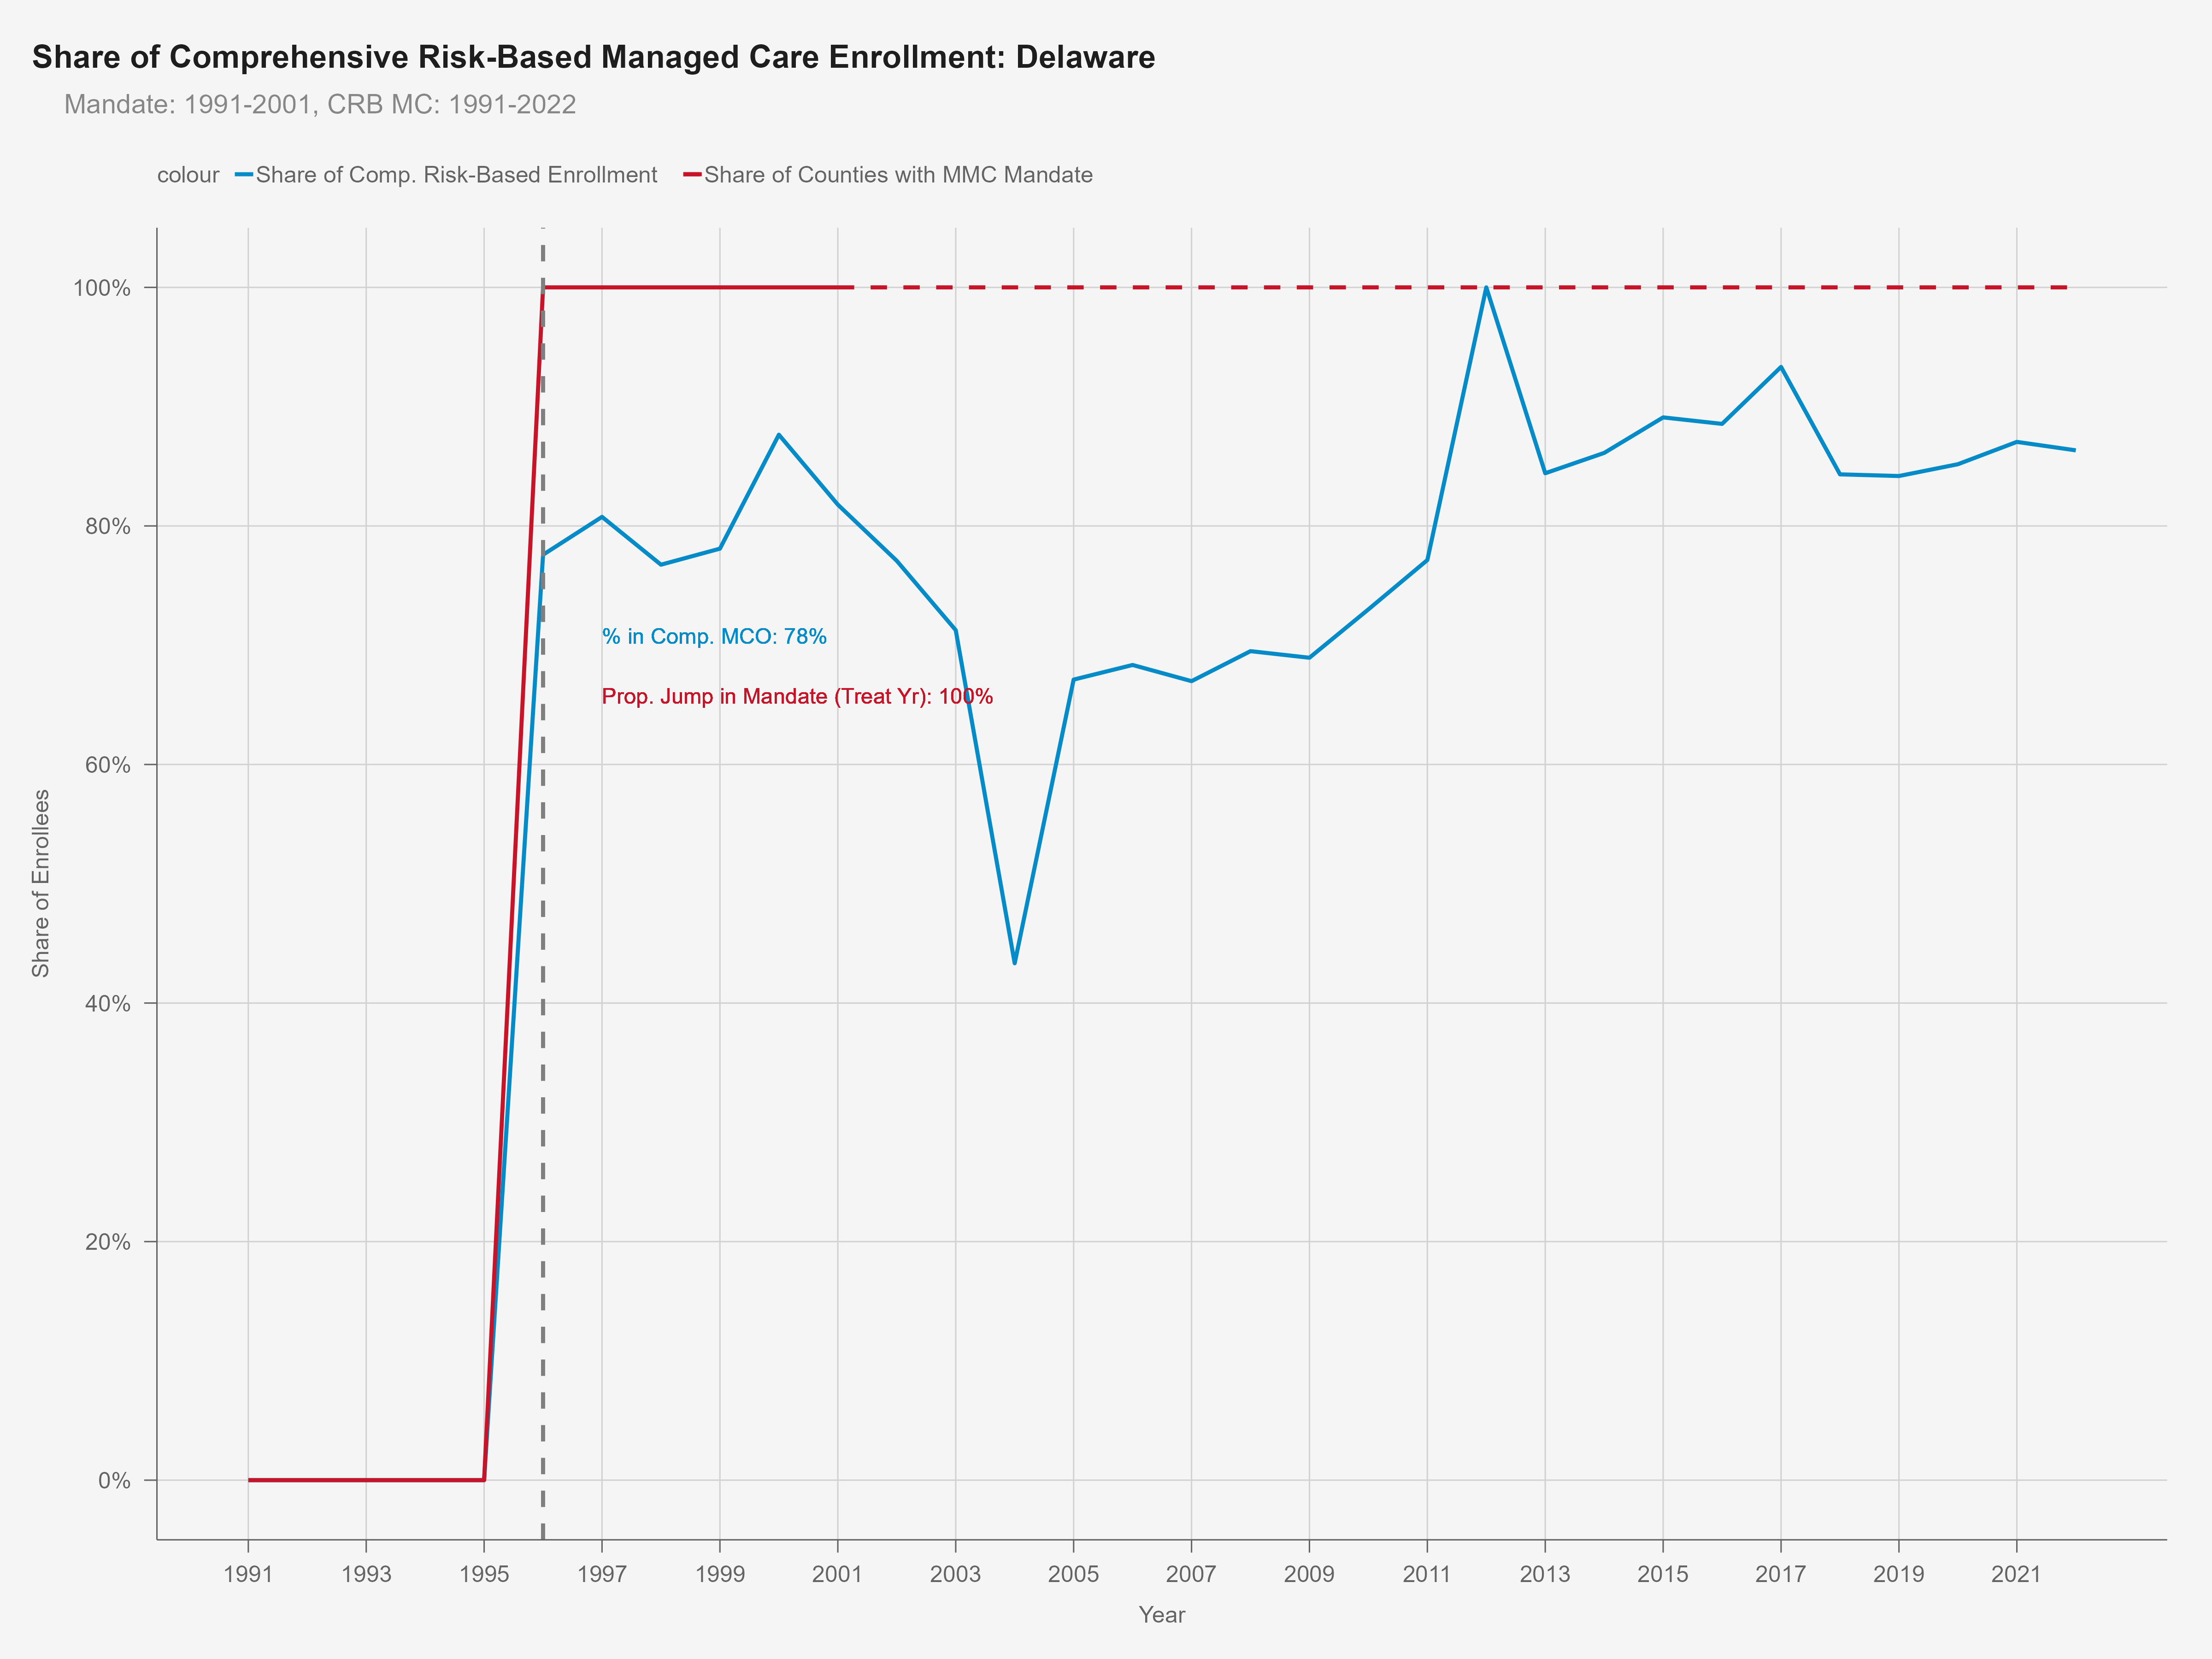 Share of Comprehensive Risk-Based Managed Care Enrollment: Delaware
Mandate: 1991-2001, CRB MC: 1991-2022
colour Share of Comp. Risk-Based Enrollment Share of Counties with MMC Mandate
100%
80%
% in Comp. MCO: 78%
Prop. Jump in Mandate (Treat Yr): 100%
60%
Share of Enrollees
40%
20%
0%
1991 1993 1995 1997 1999 2001 2003 2005 2007 2009 2011 2013 2015 2017 2019 2021
Year